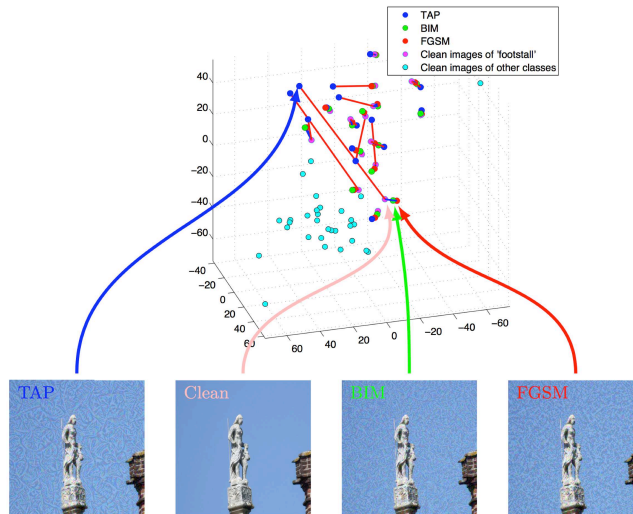 TAP
BIM
FGSM
Clean images of 'footstall'
Clean images of other classes
40
20
0
−20
−40
−60
−40
−20
0
20
40
60
60
40
20
0
−20
−40
−60
TAP
Clean
BIM
FGSM